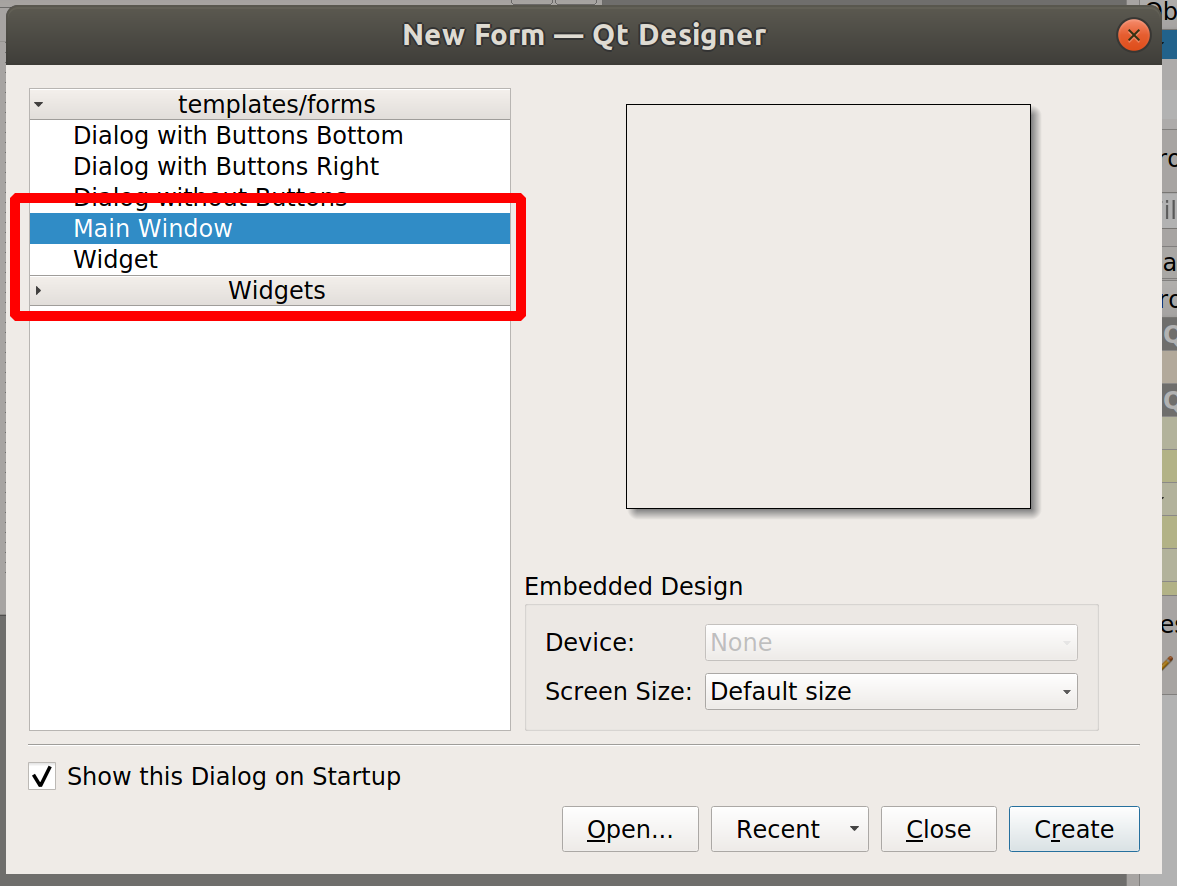 New Form — Qt Designer
templates/forms
Dialog with Buttons Bottom
Dialog with Buttons Right
Dialog without Buttons
Main Window
Widget
Widgets
Embedded Design
Device: None
Screen Size: Default size
Show this Dialog on Startup
Open... Recent Close Create